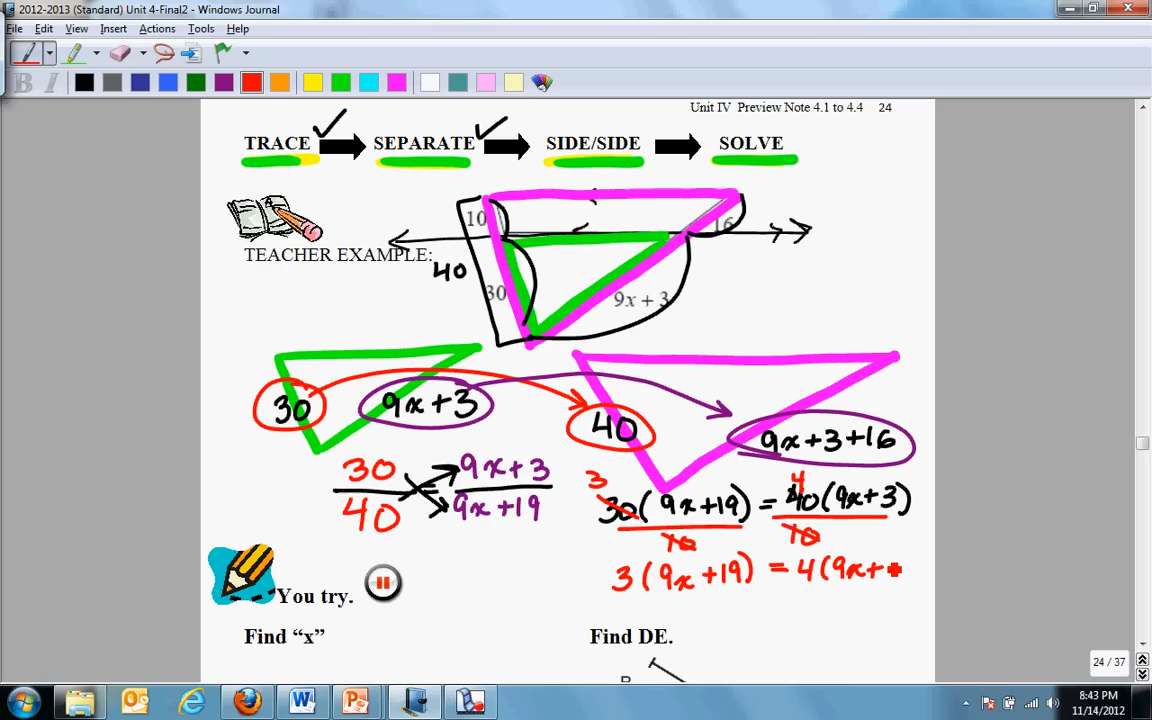 2012-2013 (Standard) Unit 4-Final2 - Windows Journal
File Edit View Insert Actions Tools Help
B I
Unit IV Preview Note 4.1 to 4.4 24
TRACE SEPARATE SIDE/SIDE SOLVE
10 16
TEACHER EXAMPLE:
40
30 9x + 3
30 9x+3 40 9x+3+16
30/40 9x+3/9x+19
3 4
30(9x+19) = 40(9x+3)
10 10
3(9x+19) = 4(9x+
You try.
Find “x” Find DE.
24 / 37
8:43 PM
11/14/2012